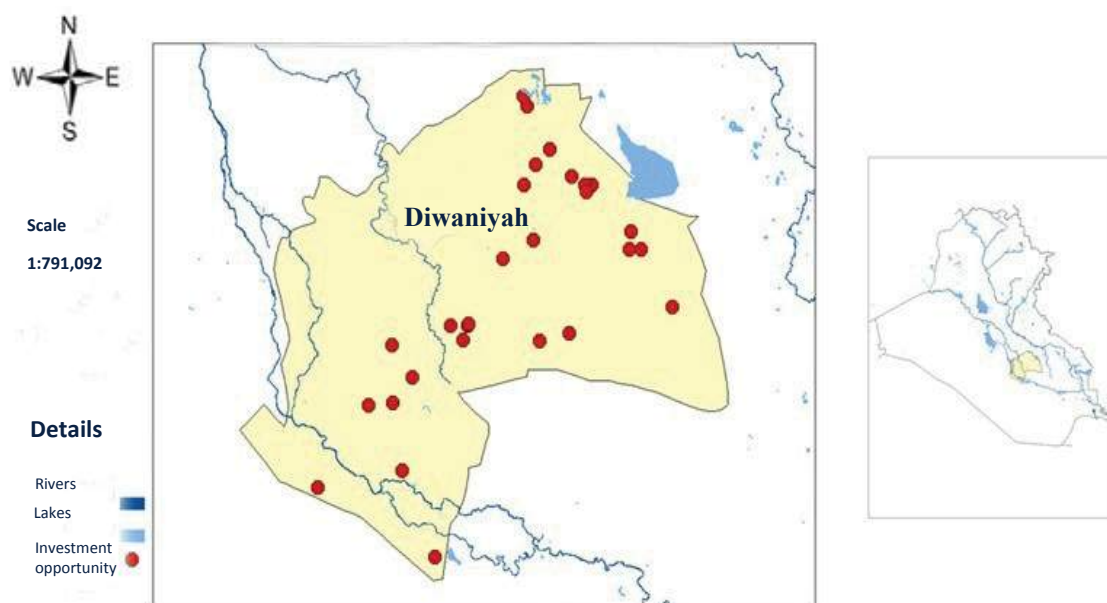 N
W E
S
Diwaniyah
Scale
1:791,092
Details
Rivers
Lakes
Investment
opportunity